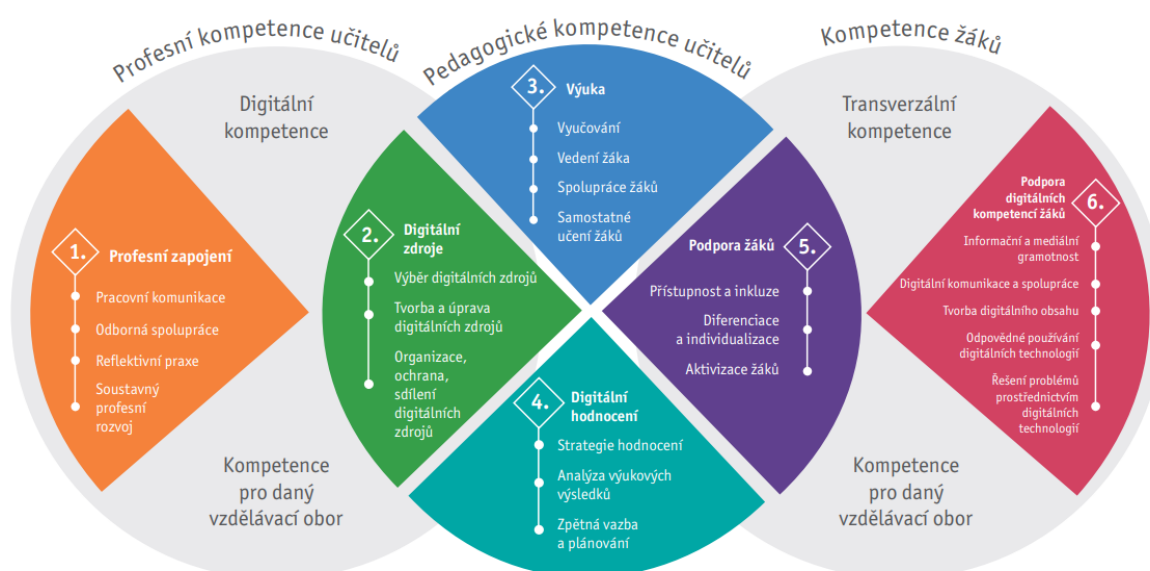 Profesní kompetence učitelů
Pedagogické kompetence učitelů
Kompetence žáků
Digitální
kompetence
Transverzální
kompetence
1.
Profesní zapojení
Pracovní komunikace
Odborná spolupráce
Reflektivní praxe
Soustavný
profesní
rozvoj
2.
Digitální
zdroje
Výběr digitálních zdrojů
Tvorba a úprava
digitálních zdrojů
Organizace,
ochrana,
sdílení
digitálních
zdrojů
3.
Výuka
Vyučování
Vedení žáka
Spolupráce žáků
Samostatné
učení žáků
4.
Digitální
hodnocení
Strategie hodnocení
Analýza výukových
výsledků
Zpětná vazba
a plánování
5.
Podpora žáků
Přístupnost a inkluze
Diferenciace
a individualizace
Aktivizace žáků
6.
Podpora
digitálních
kompetencí žáků
Informační a mediální
gramotnost
Digitální komunikace a spolupráce
Tvorba digitálního obsahu
Odpovědné používání
digitálních technologií
Řešení problémů
prostřednictvím
digitálních
technologií
Kompetence
pro daný
vzdělávací obor
Kompetence
pro daný
vzdělávací obor